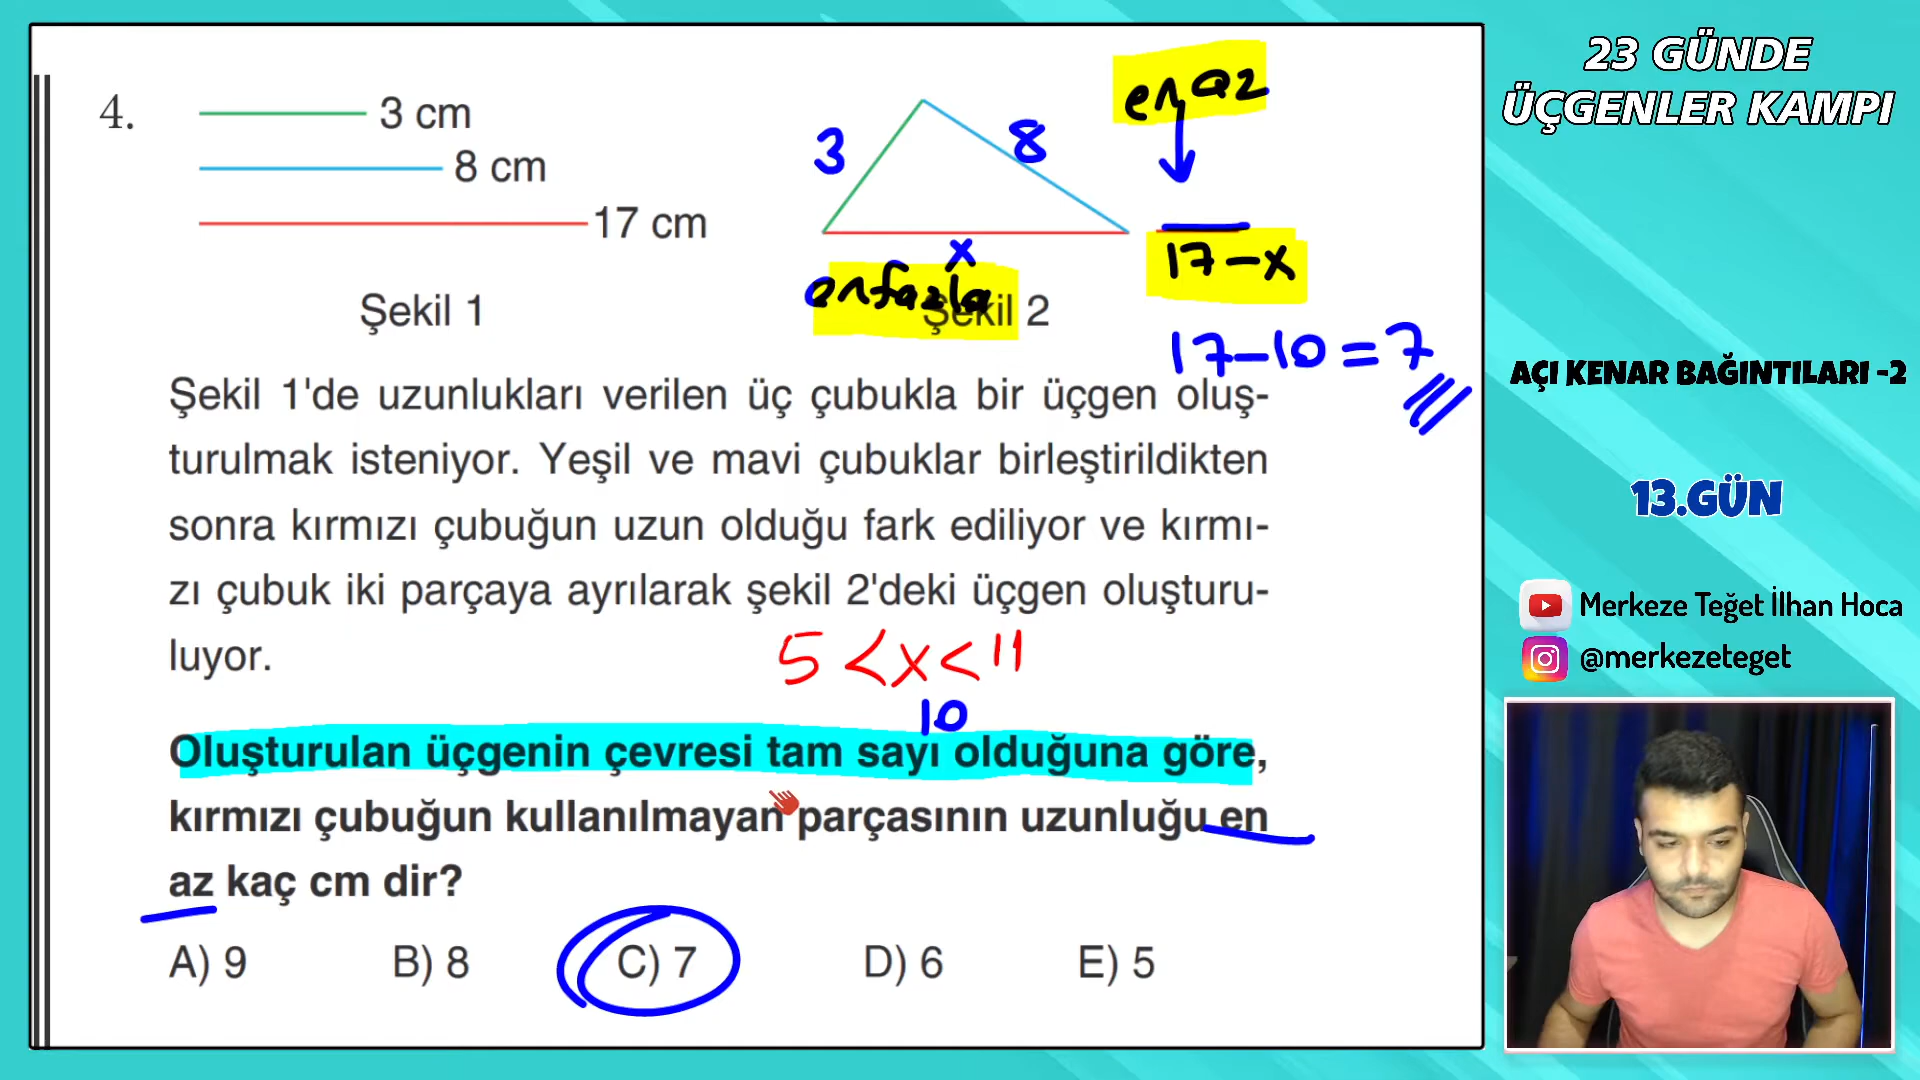 23 GÜNDE
ÜÇGENLER KAMPI
AÇI KENAR BAĞINTILARI -2
13.GÜN
Merkeze Teğet İlhan Hoca
@merkezeteget
4.
3 cm
8 cm
17 cm
Şekil 1
3
8
x
en az
17-x
en fazla
Şekil 2
17-10=7
Şekil 1'de uzunlukları verilen üç çubukla bir üçgen oluş-
turulmak isteniyor. Yeşil ve mavi çubuklar birleştirildikten
sonra kırmızı çubuğun uzun olduğu fark ediliyor ve kırmı-
zı çubuk iki parçaya ayrılarak şekil 2'deki üçgen oluşturu-
luyor.
5 < x < 11
10
Oluşturulan üçgenin çevresi tam sayı olduğuna göre,
kırmızı çubuğun kullanılmayan parçasının uzunluğu en
az kaç cm dir?
A) 9 B) 8 C) 7 D) 6 E) 5